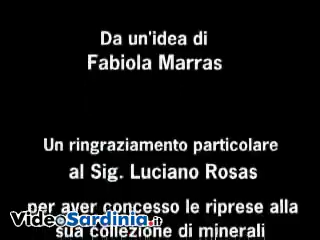 Da un'idea di
Fabiola Marras
Un ringraziamento particolare
al Sig. Luciano Rosas
per aver concesso le riprese alla
sua collezione di minerali
VideoSardinia.it